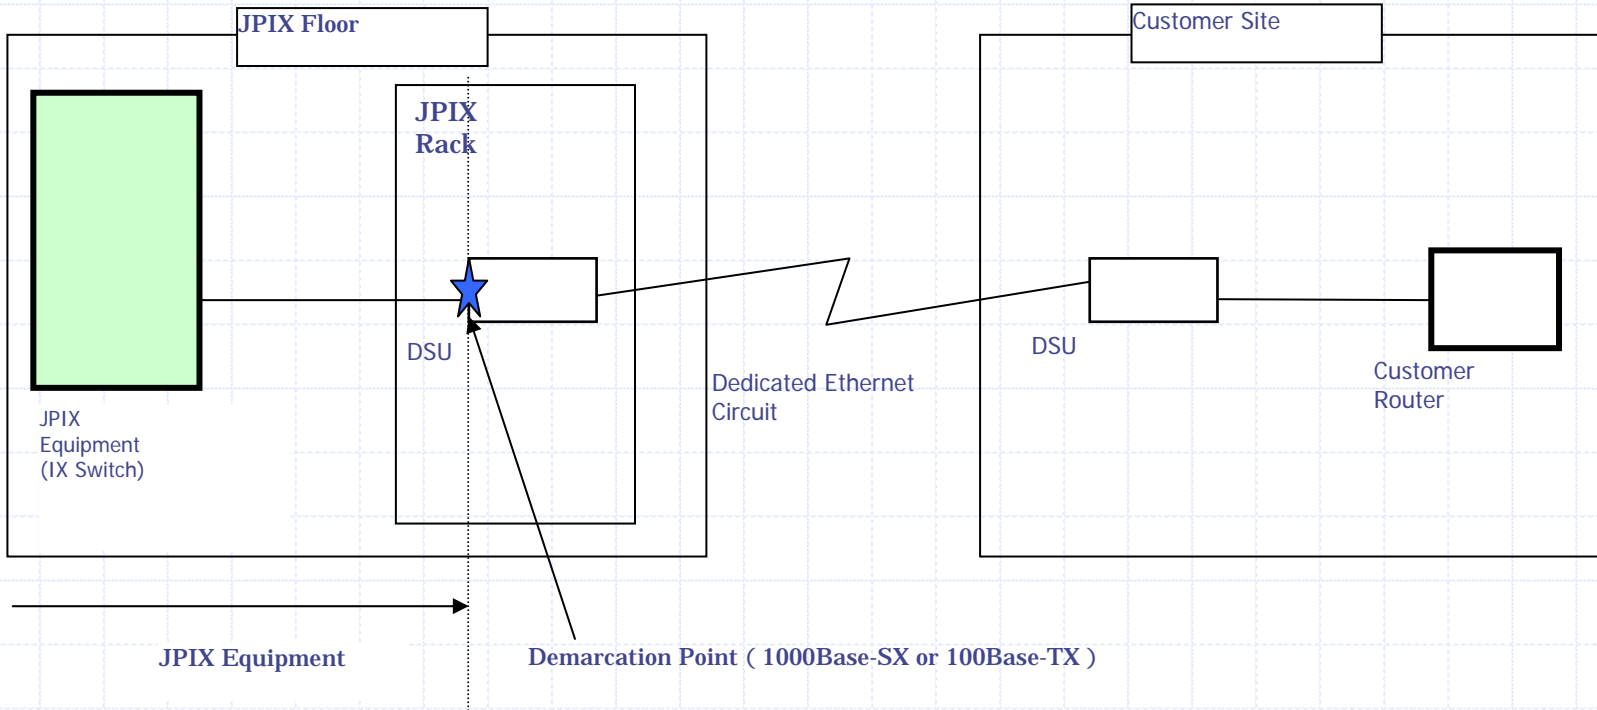 JPIX Floor
Customer Site
JPIX
Rack
DSU
DSU
Dedicated Ethernet
Circuit
Customer
Router
JPIX
Equipment
(IX Switch)
JPIX Equipment
Demarcation Point ( 1000Base-SX or 100Base-TX )